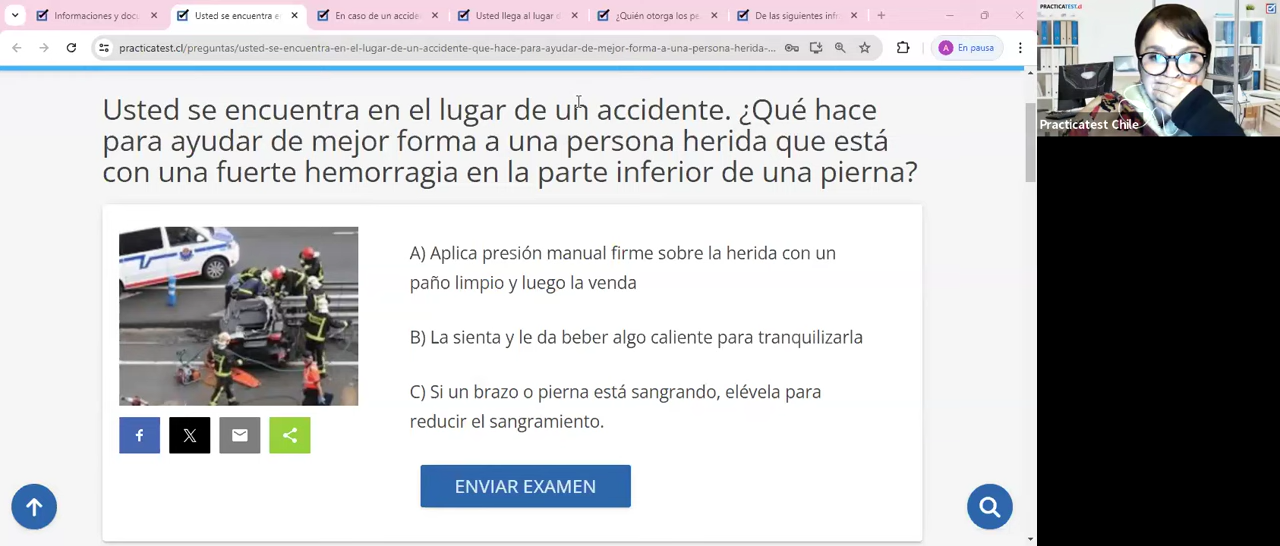 Informaciones y docu
Usted se encuentra e
En caso de un accide
Usted llega al lugar d
¿Quién otorga los pe
De las siguientes inf
practicatest.cl/preguntas/usted-se-encuentra-en-el-lugar-de-un-accidente-que-hace-para-ayudar-de-mejor-forma-a-una-persona-herida-...
A
En pausa
PRACTICATEST.cl
Practicatest Chile
Usted se encuentra en el lugar de un accidente. ¿Qué hace
para ayudar de mejor forma a una persona herida que está
con una fuerte hemorragia en la parte inferior de una pierna?
A) Aplica presión manual firme sobre la herida con un
paño limpio y luego la venda
B) La sienta y le da beber algo caliente para tranquilizarla
C) Si un brazo o pierna está sangrando, elévela para
reducir el sangramiento.
ENVIAR EXAMEN